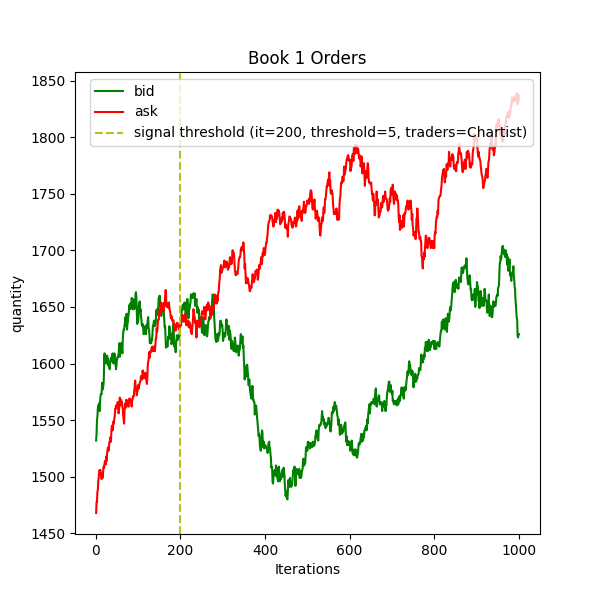 Book 1 Orders
bid
ask
signal threshold (it=200, threshold=5, traders=Chartist)
1850
1800
1750
1700
1650
1600
1550
1500
1450
quantity
0 200 400 600 800 1000
Iterations